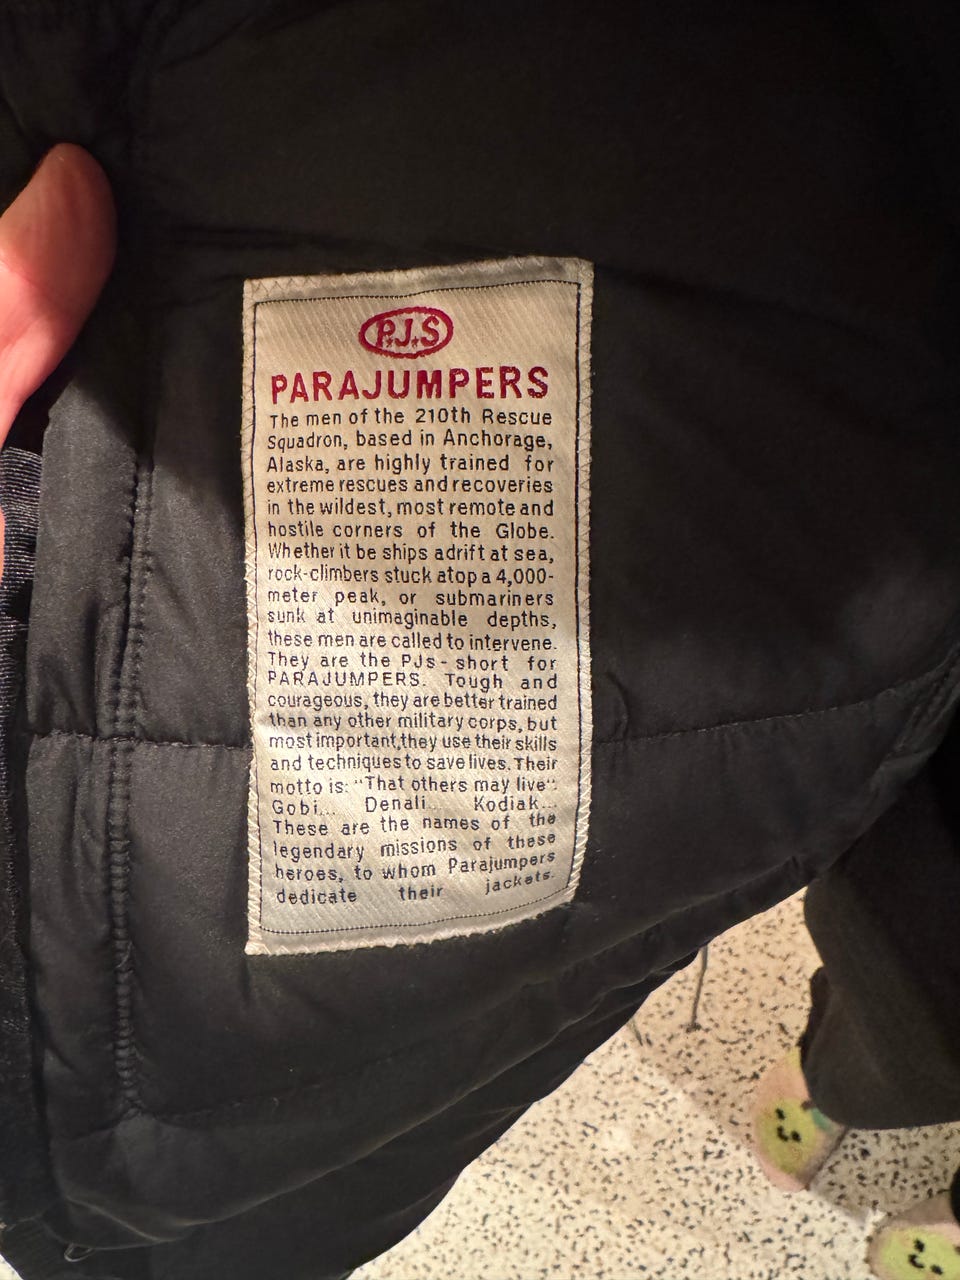 P.J.S
PARAJUMPERS
The men of the 210th Rescue
Squadron, based in Anchorage,
Alaska, are highly trained for
extreme rescues and recoveries
in the wildest, most remote and
hostile corners of the Globe.
Whether it be ships adrift at sea,
rock-climbers stuck atop a 4,000-
meter peak, or submariners
sunk at unimaginable depths,
these men are called to intervene.
They are the PJs - short for
PARAJUMPERS. Tough and
courageous, they are better trained
than any other military corps, but
most important,they use their skills
and techniques to save lives. Their
motto is: "That others may live".
Gobi... Denali... Kodiak...
These are the names of the
legendary missions of these
heroes, to whom Parajumpers
dedicate their jackets.